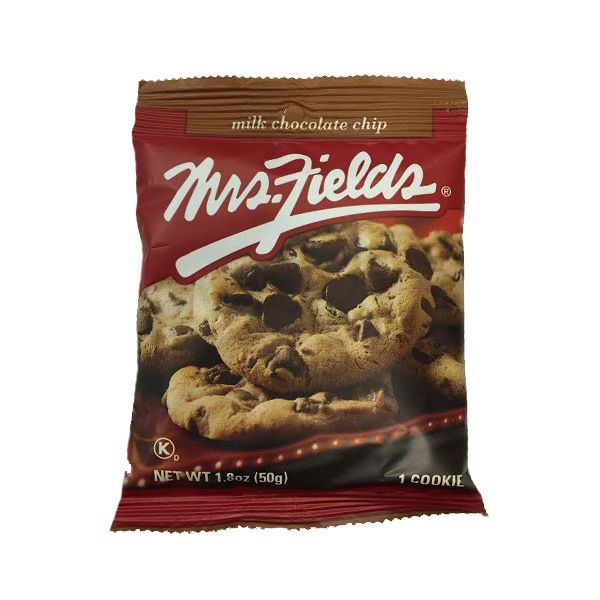 milk chocolate chip
Mrs. Fields®
K
D
NET WT 1.8oz (50g)
1 COOKIE